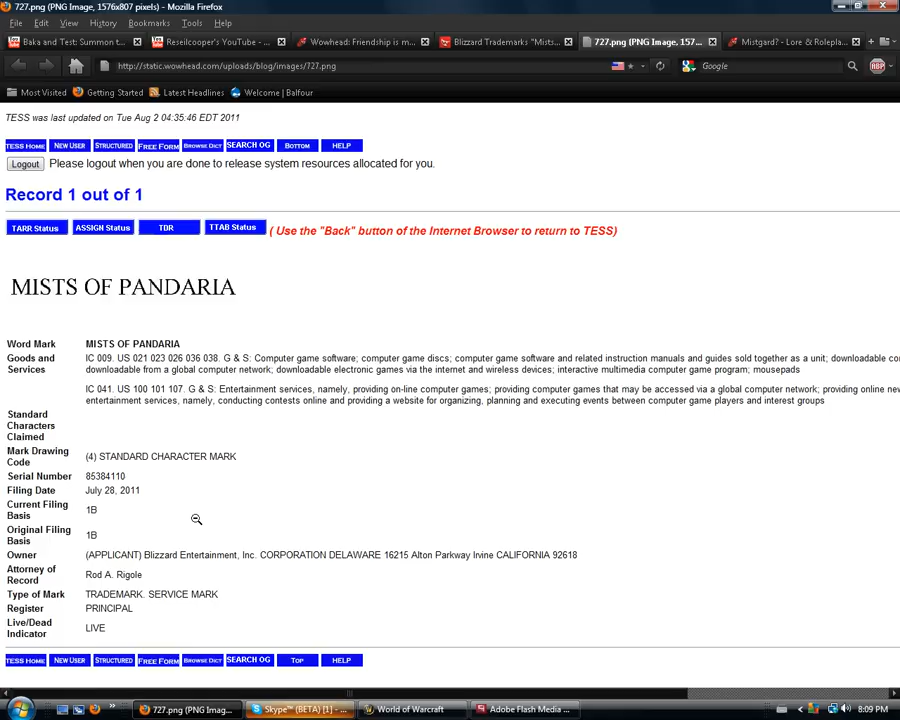 727.png (PNG Image, 1576x807 pixels) - Mozilla Firefox
File Edit View History Bookmarks Tools Help
Baka and Test: Summon t... Reseilcooper's YouTube - ... Wowhead: Friendship is m... Blizzard Trademarks "Mists... 727.png (PNG Image, 157... Mistgard? - Lore & Rolepla...
http://static.wowhead.com/uploads/blog/images/727.png Google ABP
Most Visited Getting Started Latest Headlines Welcome | Balfour
TESS was last updated on Tue Aug 2 04:35:46 EDT 2011
TESS HOME NEW USER STRUCTURED FREE FORM BROWSE DICT SEARCH OG BOTTOM HELP
Logout Please logout when you are done to release system resources allocated for you.
Record 1 out of 1
TARR Status ASSIGN Status TDR TTAB Status ( Use the "Back" button of the Internet Browser to return to TESS)
MISTS OF PANDARIA
Word Mark MISTS OF PANDARIA
Goods and IC 009. US 021 023 026 036 038. G & S: Computer game software; computer game discs; computer game software and related instruction manuals and guides sold together as a unit; downloadable co
Services downloadable from a global computer network; downloadable electronic games via the internet and wireless devices; interactive multimedia computer game program; mousepads
IC 041. US 100 101 107. G & S: Entertainment services, namely, providing on-line computer games; providing computer games that may be accessed via a global computer network; providing online new
entertainment services, namely, conducting contests online and providing a website for organizing, planning and executing events between computer game players and interest groups
Standard
Characters
Claimed
Mark Drawing
Code (4) STANDARD CHARACTER MARK
Serial Number 85384110
Filing Date July 28, 2011
Current Filing
Basis 1B
Original Filing
Basis 1B
Owner (APPLICANT) Blizzard Entertainment, Inc. CORPORATION DELAWARE 16215 Alton Parkway Irvine CALIFORNIA 92618
Attorney of
Record Rod A. Rigole
Type of Mark TRADEMARK. SERVICE MARK
Register PRINCIPAL
Live/Dead
Indicator LIVE
TESS HOME NEW USER STRUCTURED FREE FORM BROWSE DICT SEARCH OG TOP HELP
727.png (PNG Imag... Skype™ (BETA) [1] - ... World of Warcraft Adobe Flash Media ... 8:09 PM